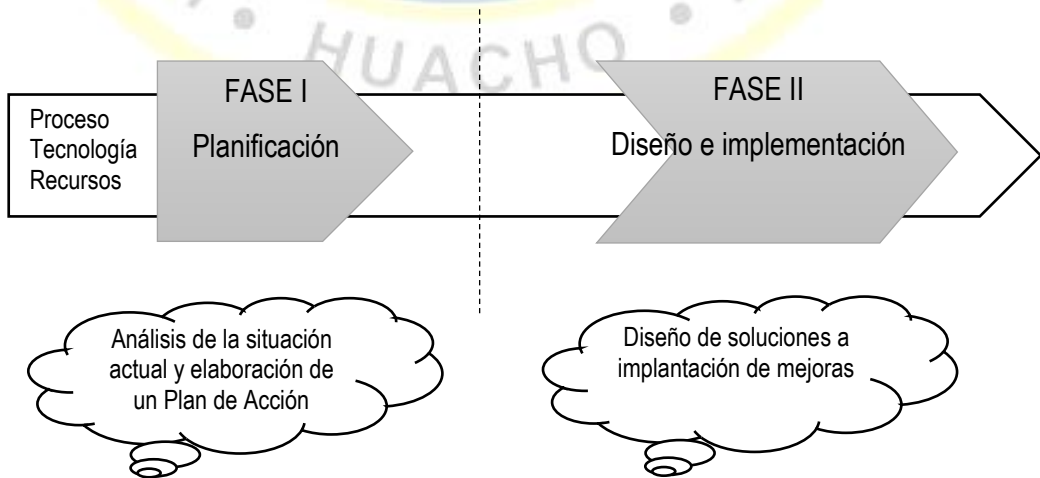 HUACHO
Proceso
Tecnología
Recursos
FASE I
Planificación
FASE II
Diseño e implementación
Análisis de la situación
actual y elaboración de
un Plan de Acción
Diseño de soluciones a
implantación de mejoras